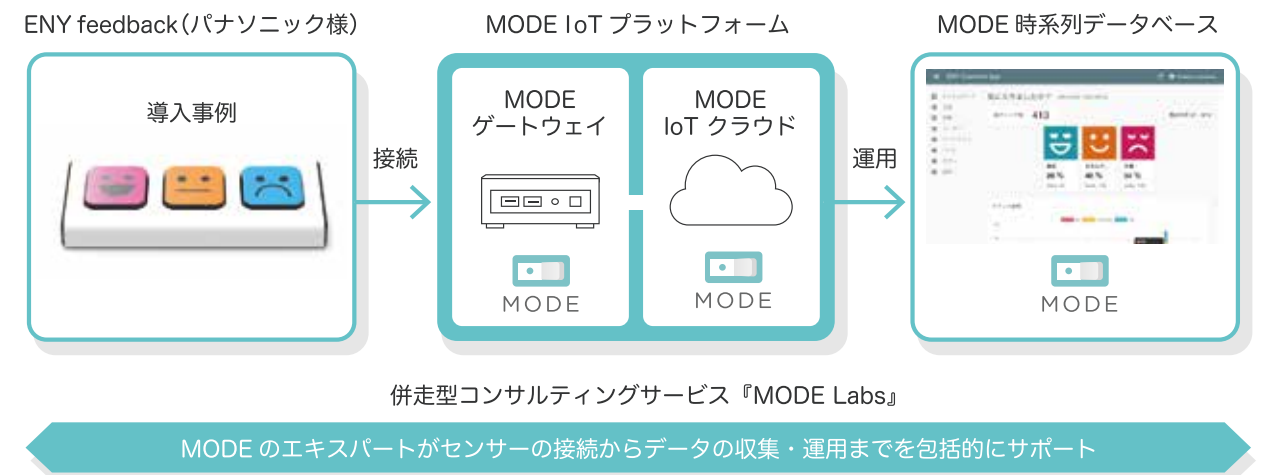 ENY feedback（パナソニック様）
MODE IoT プラットフォーム
MODE 時系列データベース
導入事例
接続
MODE
ゲートウェイ
MODE
MODE
IoT クラウド
MODE
運用
413
MODE
併走型コンサルティングサービス『MODE Labs』
MODE のエキスパートがセンサーの接続からデータの収集・運用までを包括的にサポート